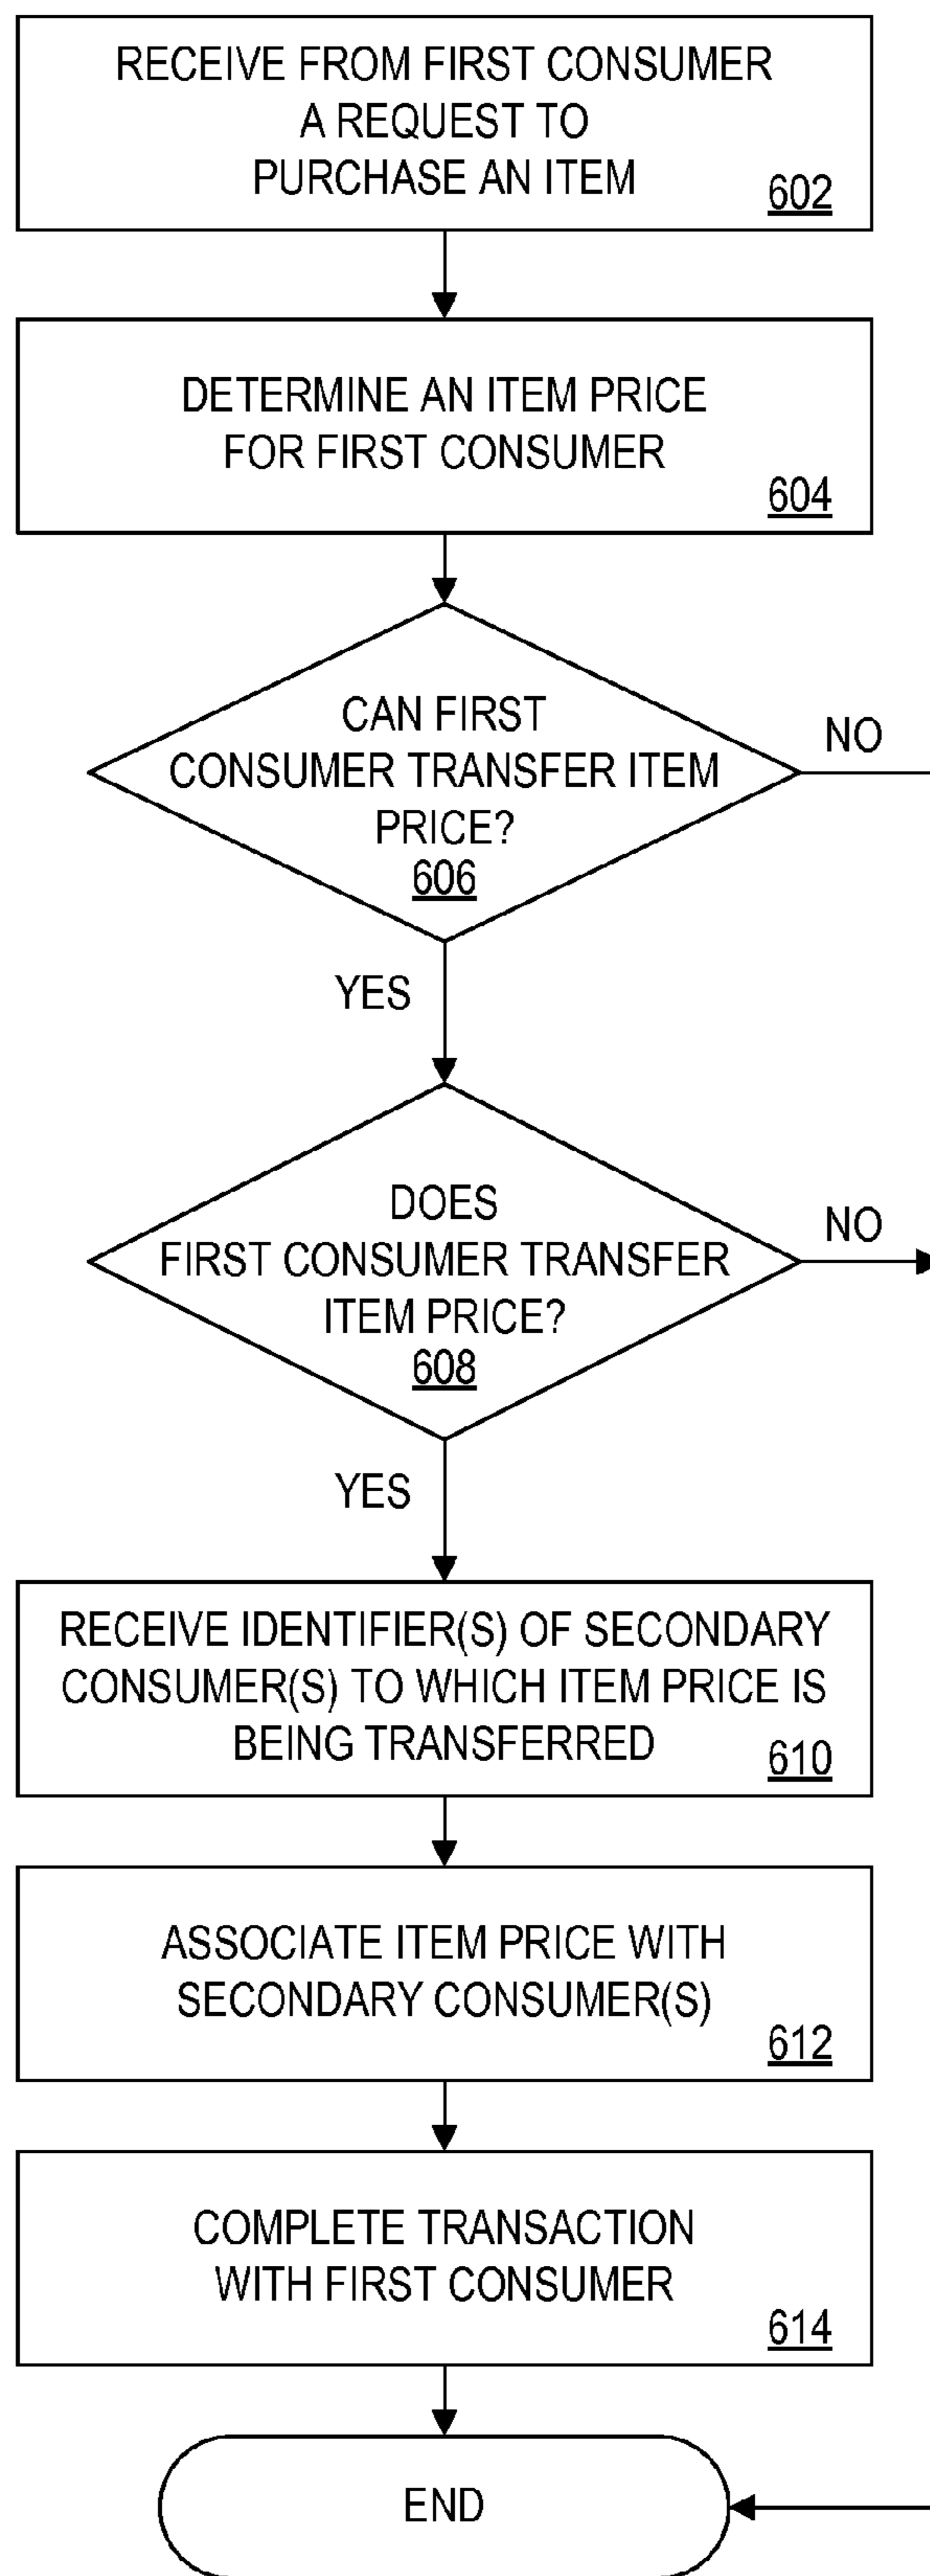 RECEIVE FROM FIRST CONSUMER
A REQUEST TO
PURCHASE AN ITEM
602
DETERMINE AN ITEM PRICE
FOR FIRST CONSUMER
604
CAN FIRST
CONSUMER TRANSFER ITEM
PRICE?
606
NO
YES
DOES
FIRST CONSUMER TRANSFER
ITEM PRICE?
608
NO
YES
RECEIVE IDENTIFIER(S) OF SECONDARY
CONSUMER(S) TO WHICH ITEM PRICE IS
BEING TRANSFERRED
610
ASSOCIATE ITEM PRICE WITH
SECONDARY CONSUMER(S)
612
COMPLETE TRANSACTION
WITH FIRST CONSUMER
614
END